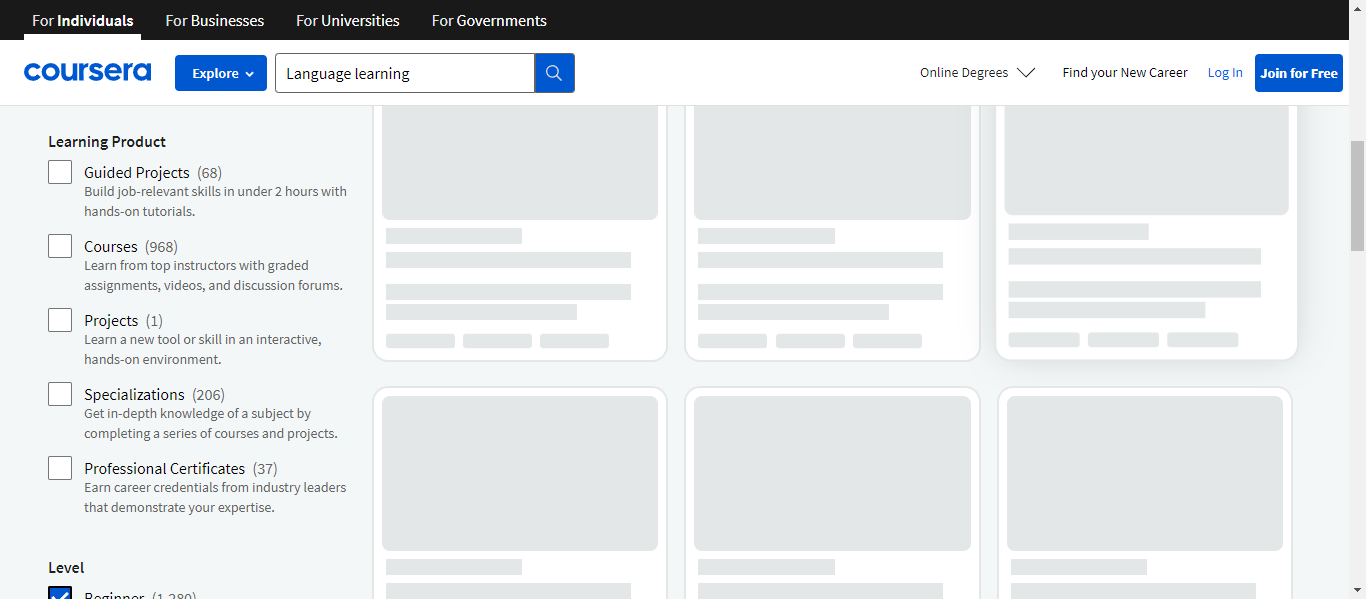 For Individuals For Businesses For Universities For Governments
coursera Explore Language learning Online Degrees Find your New Career Log In Join for Free
Learning Product
Guided Projects (68)
Build job-relevant skills in under 2 hours with
hands-on tutorials.
Courses (968)
Learn from top instructors with graded
assignments, videos, and discussion forums.
Projects (1)
Learn a new tool or skill in an interactive,
hands-on environment.
Specializations (206)
Get in-depth knowledge of a subject by
completing a series of courses and projects.
Professional Certificates (37)
Earn career credentials from industry leaders
that demonstrate your expertise.
Level
Beginner (1,280)